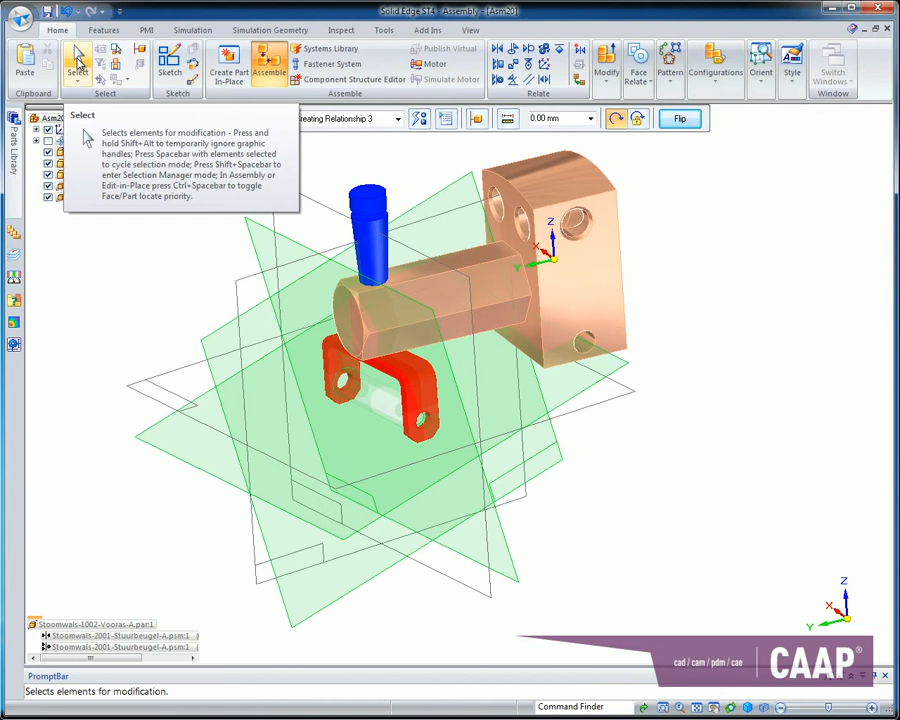 Solid Edge ST4 - Assembly - [Asm20]
Home Features PMI Simulation Simulation Geometry Inspect Tools Add Ins View
Paste
Select
Sketch
Create Part In-Place
Assemble
Systems Library
Fastener System
Component Structure Editor
Publish Virtual
Motor
Simulate Motor
Modify
Face Relate
Pattern
Configurations
Orient
Style
Switch Windows
Clipboard Select Sketch Assemble Relate Window
Parts Library
Asm20
Select
Selects elements for modification - Press and
hold Shift+Alt to temporarily ignore graphic
handles; Press Spacebar with elements selected
to cycle selection mode; Press Shift+Spacebar to
enter Selection Manager mode; In Assembly or
Edit-in-Place press Ctrl+Spacebar to toggle
Face/Part locate priority.
reating Relationship 3
0.00 mm
Flip
Z
X
Y
Stoomwals-1002-Vooras-A.par:1
Stoomwals-2001-Stuurbeugel-A.psm:1
Stoomwals-2001-Stuurbeugel-A.psm:1
Z
X
Y
cad / cam / pdm / cae CAAP®
PromptBar
Selects elements for modification.
Command Finder